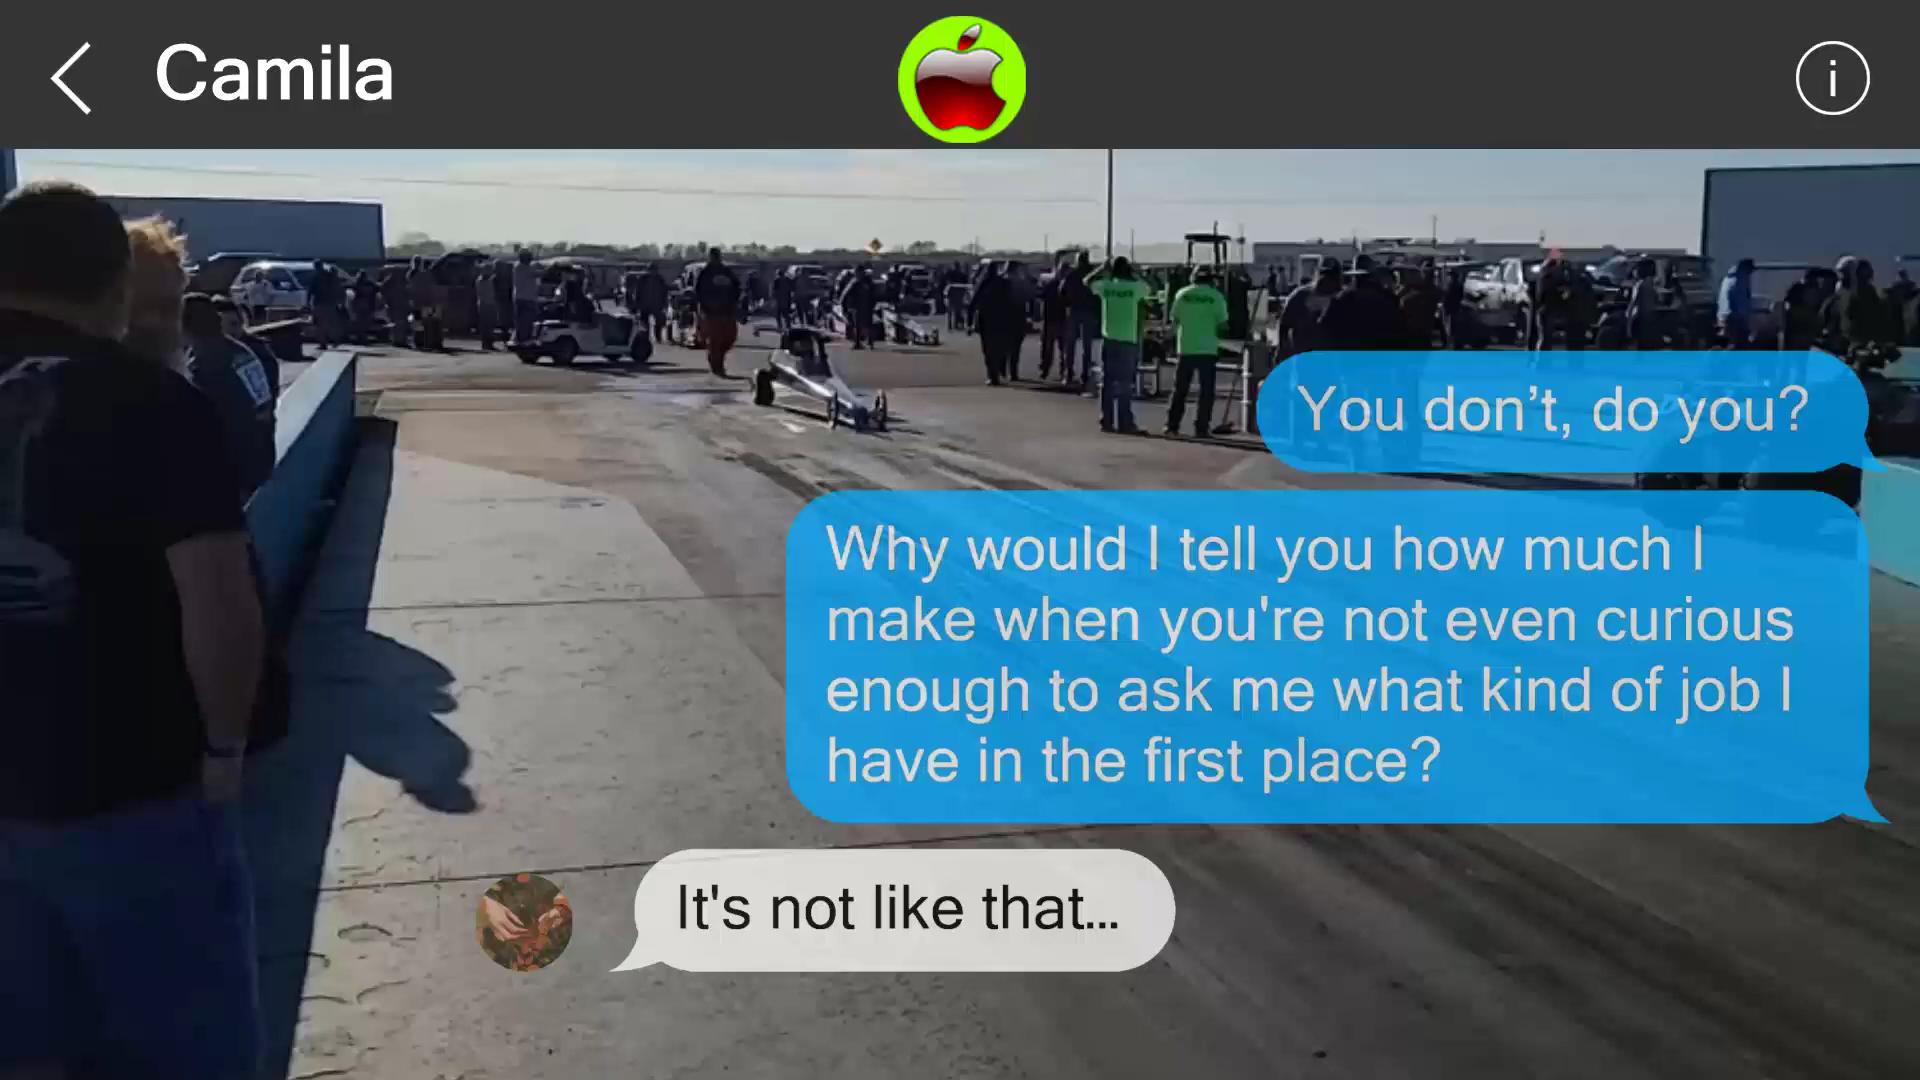 Camila
You don’t, do you?
Why would I tell you how much I
make when you're not even curious
enough to ask me what kind of job I
have in the first place?
It's not like that...